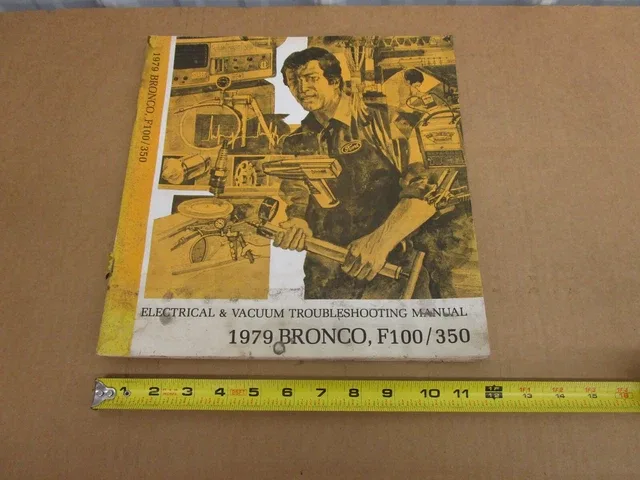 1979 BRONCO, F100/350
Ford
ELECTRICAL & VACUUM TROUBLESHOOTING MANUAL
1979 BRONCO, F100/350
1 2 3 4 5 6 7 8 9 10 11